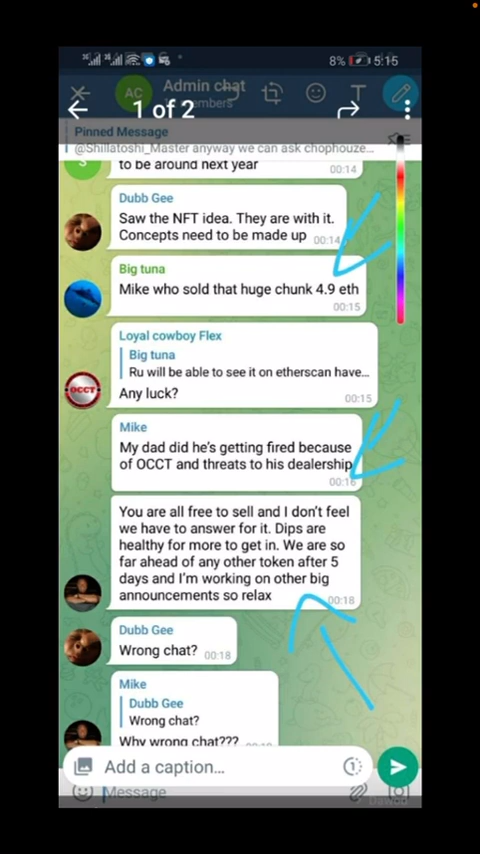 8% 5:15
AC Admin chat
1 of 2
T
Pinned Message
@Shillatoshi_Master anyway we can ask chophouze...
to be around next year
00:14
Dubb Gee
Saw the NFT idea. They are with it.
Concepts need to be made up 00:14
Big tuna
Mike who sold that huge chunk 4.9 eth
00:15
Loyal cowboy Flex
Big tuna
Ru will be able to see it on etherscan have...
OCCT
Any luck?
00:15
Mike
My dad did he's getting fired because
of OCCT and threats to his dealership
00:16
You are all free to sell and I don't feel
we have to answer for it. Dips are
healthy for more to get in. We are so
far ahead of any other token after 5
days and I'm working on other big
announcements so relax 00:18
Dubb Gee
Wrong chat? 00:18
Mike
Dubb Gee
Wrong chat?
Why wrong chat???
Add a caption...
1
Message